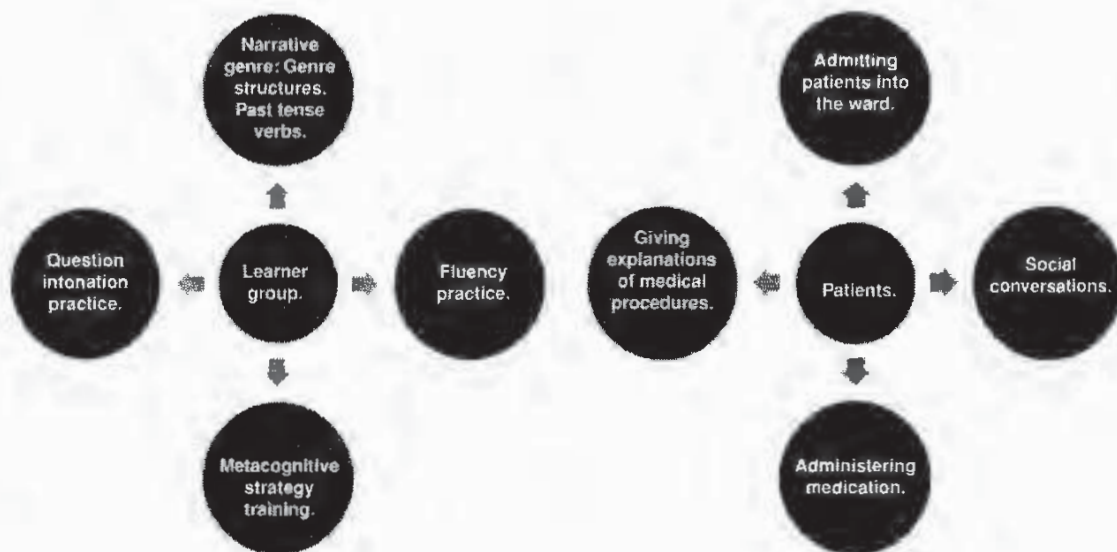 Narrative
genre: Genre
structures.
Past tense
verbs.
Question
intonation
practice.
Learner
group.
Fluency
practice.
Metacognitive
strategy
training.
Admitting
patients into
the ward.
Giving
explanations
of medical
procedures.
Patients.
Social
conversations.
Administering
medication.